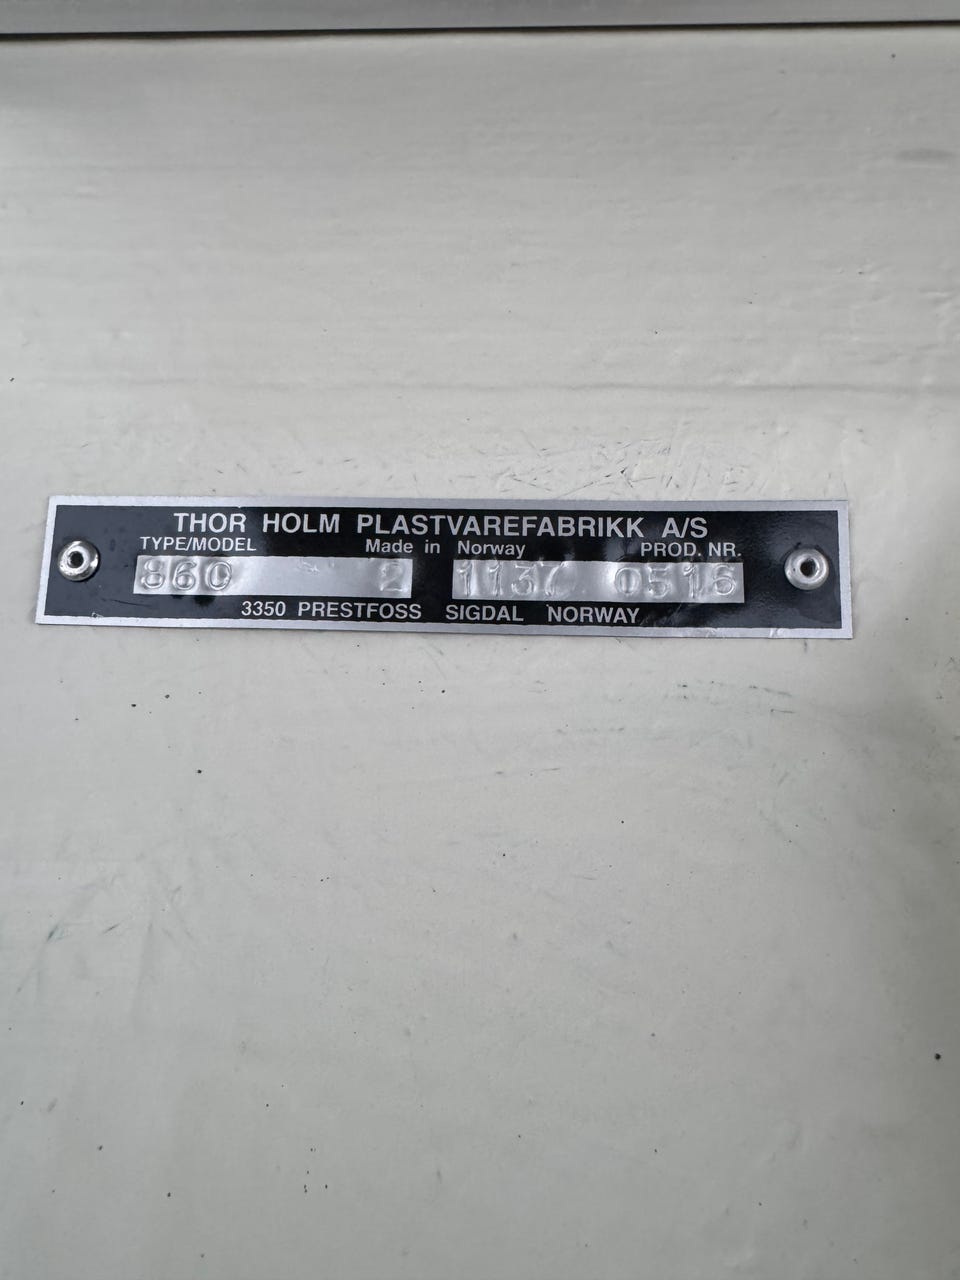 THOR HOLM PLASTVAREFABRIKK A/S
TYPE/MODEL Made in Norway PROD. NR.
860 2 1137 0516
3350 PRESTFOSS SIGDAL NORWAY